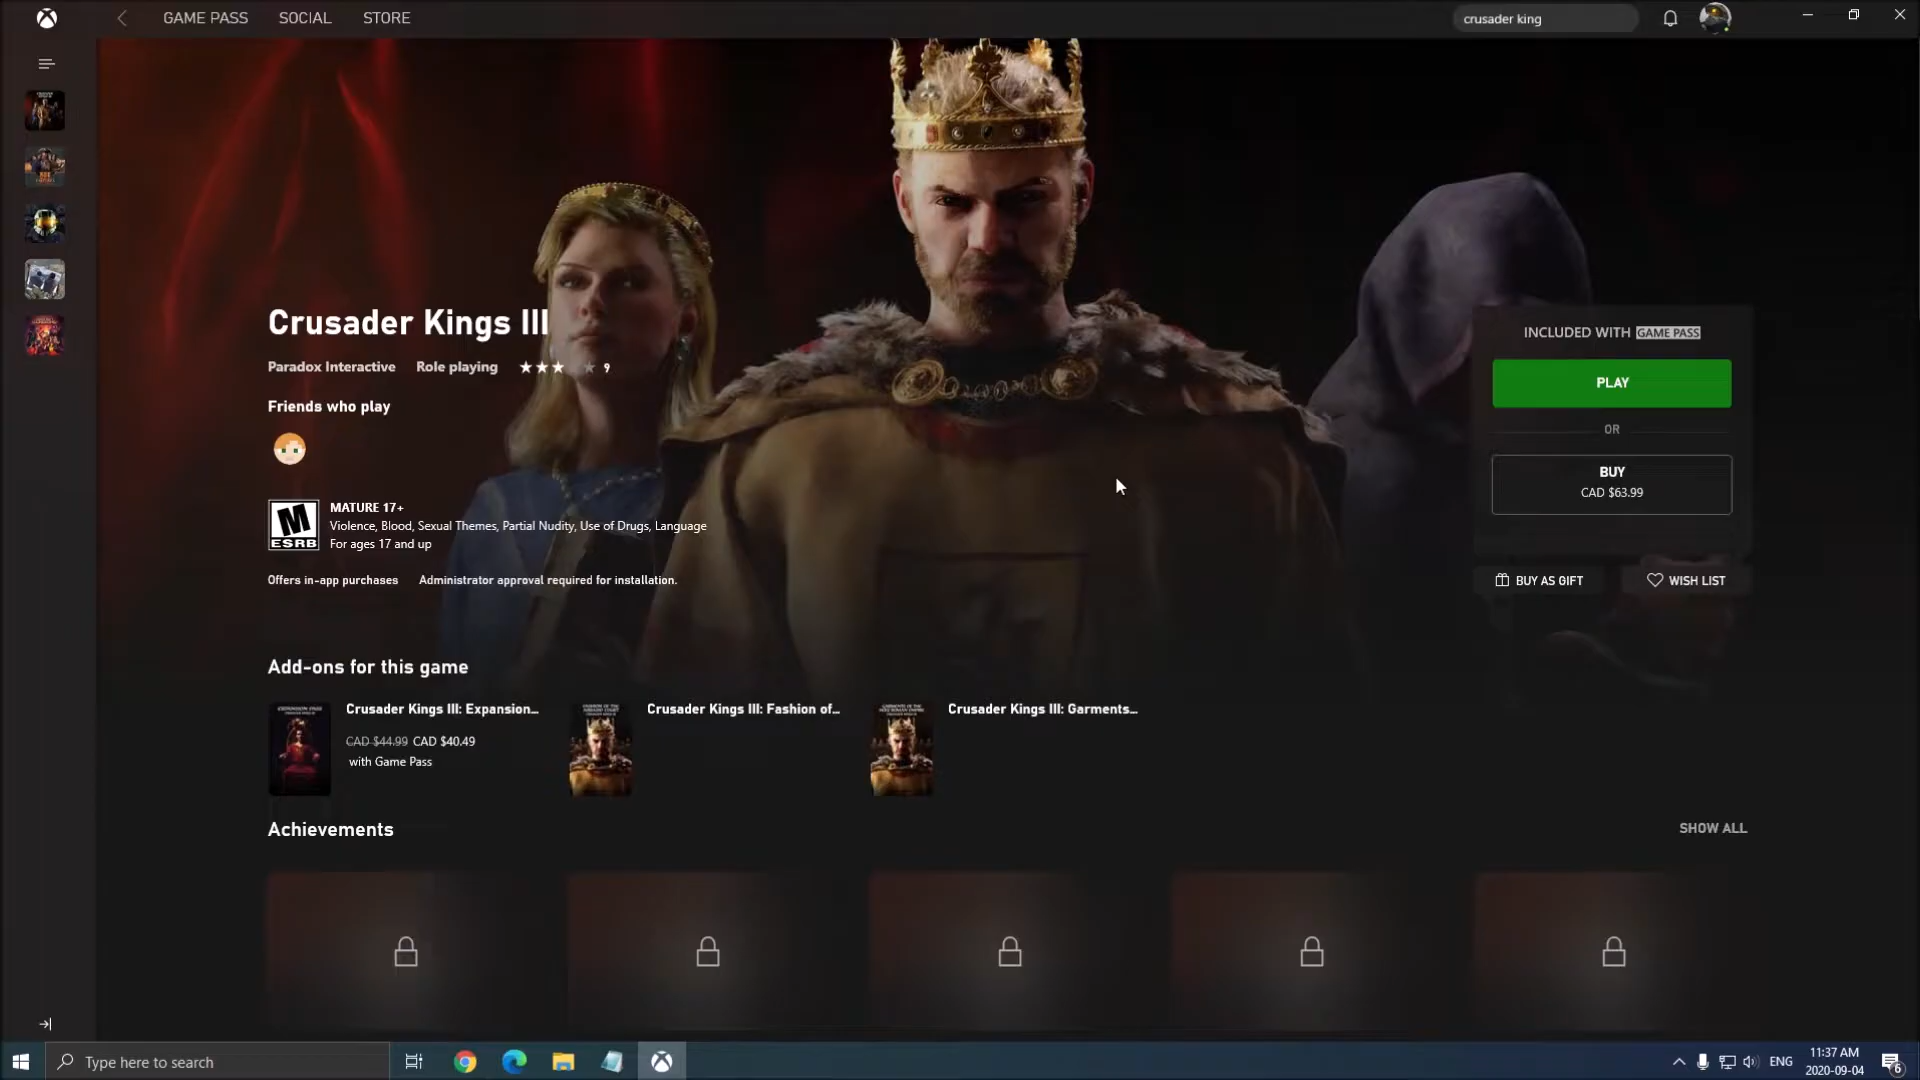 GAME PASS
SOCIAL
STORE
crusader king
Crusader Kings III
Paradox Interactive
Role playing
9
Friends who play
M
ESRB
MATURE 17+
Violence, Blood, Sexual Themes, Partial Nudity, Use of Drugs, Language
For ages 17 and up
Offers in-app purchases
Administrator approval required for installation.
INCLUDED WITH GAME PASS
PLAY
OR
BUY
CAD $63.99
BUY AS GIFT
WISH LIST
Add-ons for this game
Crusader Kings III: Expansion...
CAD $44.99 CAD $40.49
with Game Pass
Crusader Kings III: Fashion of...
Crusader Kings III: Garments...
Achievements
SHOW ALL
Type here to search
ENG
11:37 AM
2020-09-04
6